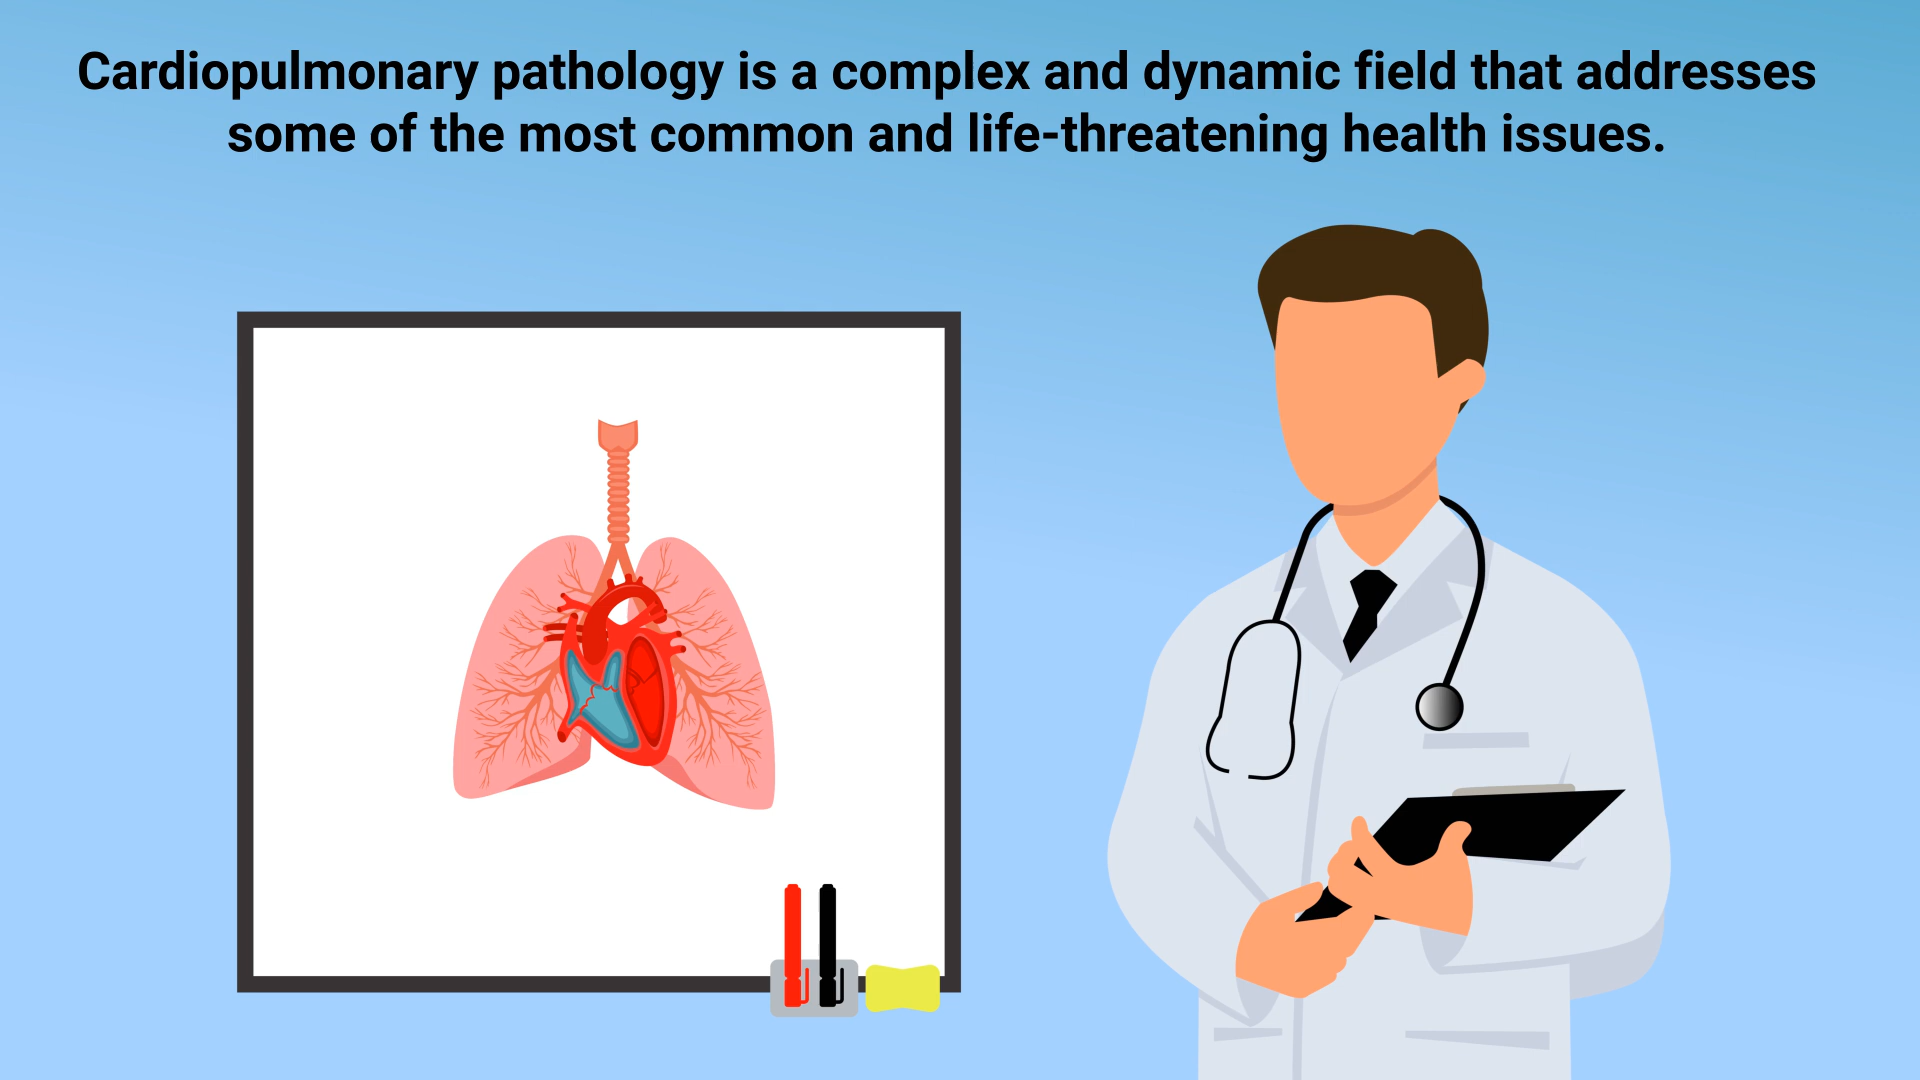 Cardiopulmonary pathology is a complex and dynamic field that addresses
some of the most common and life-threatening health issues.